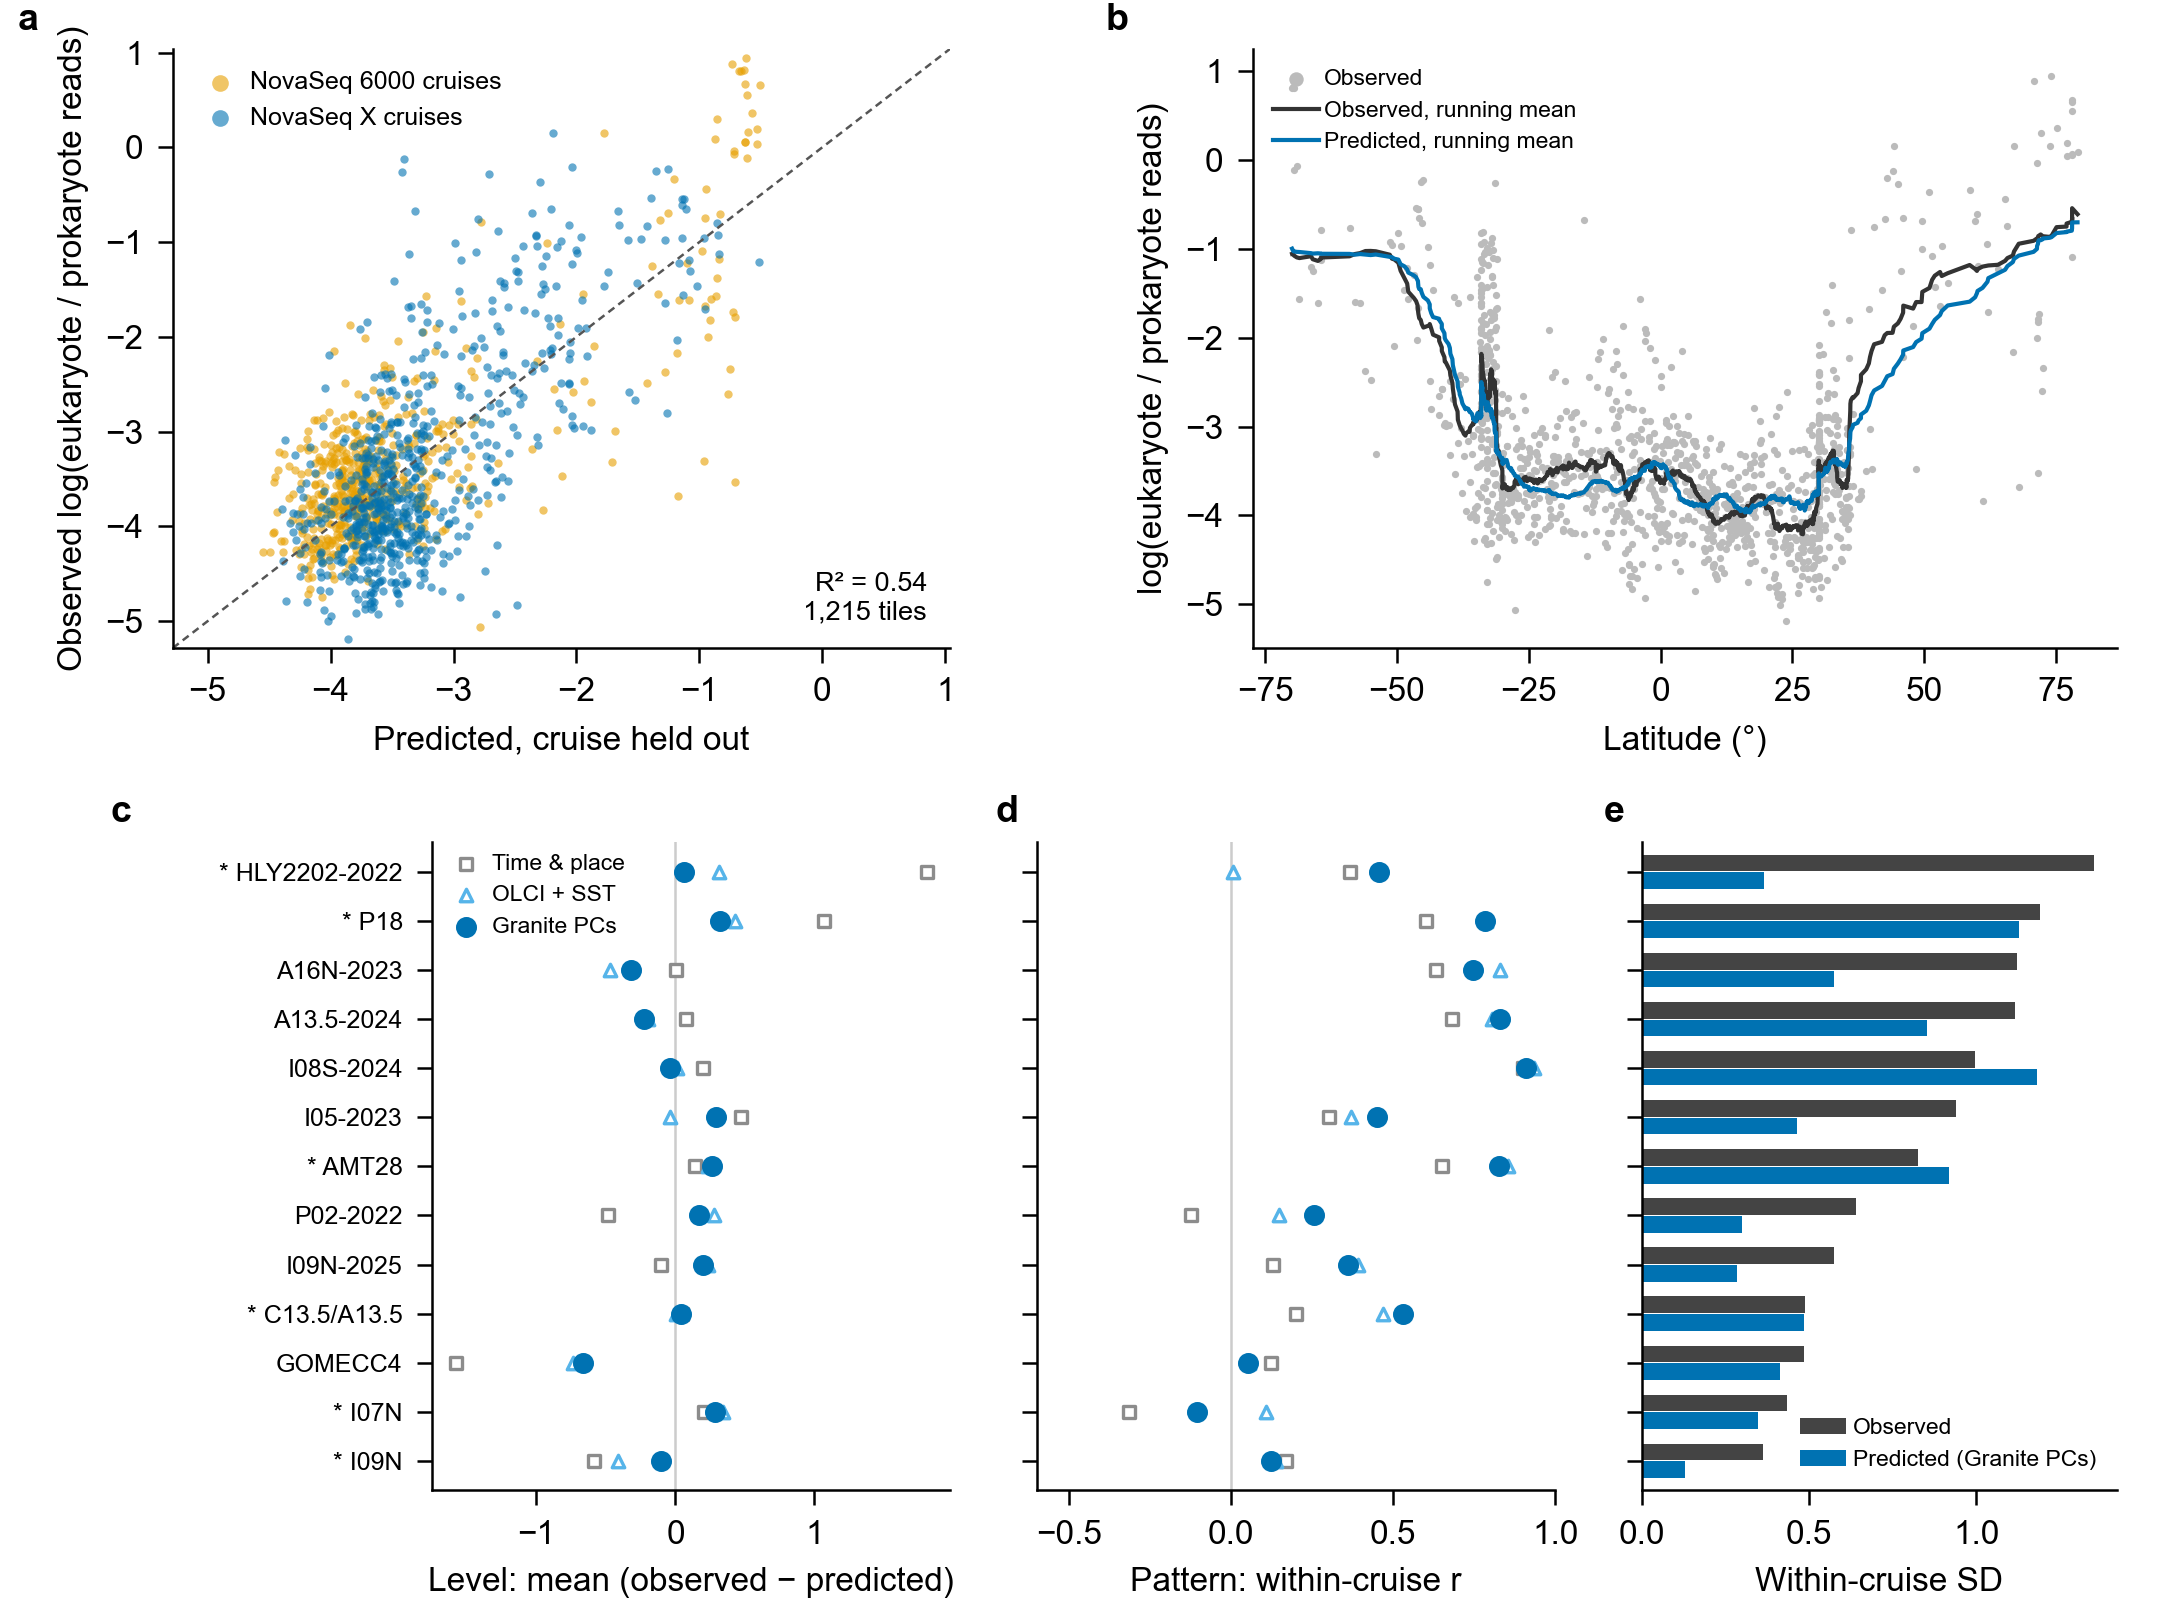 a
Observed log(eukaryote / prokaryote reads)
1
0
−1
−2
−3
−4
−5
NovaSeq 6000 cruises
NovaSeq X cruises
R² = 0.54
1,215 tiles
−5
−4
−3
−2
−1
0
1
Predicted, cruise held out
b
log(eukaryote / prokaryote reads)
1
0
−1
−2
−3
−4
−5
Observed
Observed, running mean
Predicted, running mean
−75
−50
−25
0
25
50
75
Latitude (°)
c
* HLY2202-2022
* P18
A16N-2023
A13.5-2024
I08S-2024
I05-2023
* AMT28
P02-2022
I09N-2025
* C13.5/A13.5
GOMECC4
* I07N
* I09N
Time & place
OLCI + SST
Granite PCs
−1
0
1
Level: mean (observed − predicted)
d
−0.5
0.0
0.5
1.0
Pattern: within-cruise r
e
Observed
Predicted (Granite PCs)
0.0
0.5
1.0
Within-cruise SD